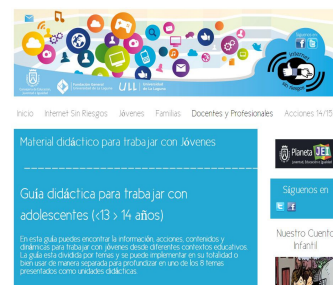 Síguenos en
internet
sin riesgos
Fundación General
Universidad de La Laguna
ULL
Universidad
de La Laguna
Inicio Internet Sin Riesgos Jóvenes Familias Docentes y Profesionales Acciones 14/15
Material didáctico para trabajar con Jóvenes
Guía didáctica para trabajar con
adolescentes (<13 > 14 años)
En esta guía puedes encontrar la información, acciones, contenidos y
dinámicas para trabajar con jóvenes desde diferentes contextos educativos.
La guía esta dividida por temas y se puede implementar en su totalidad o
bien usar de manera separada para profundizar en uno de los 8 temas
presentados como unidades didácticas.
Planeta JEI
Síguenos en
Nuestro Cuento
Infantil